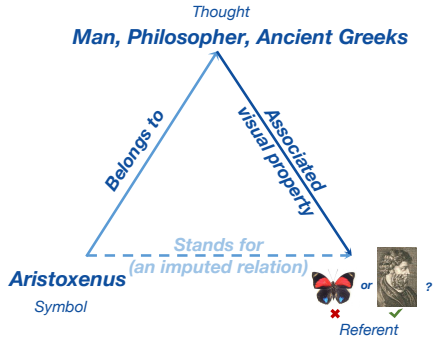 Thought
Man, Philosopher, Ancient Greeks
Belongs to
Associated
visual property
Stands for
(an imputed relation)
Aristoxenus
Symbol
or
?
Referent